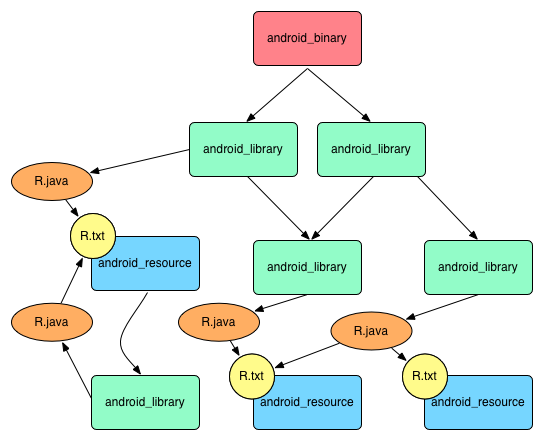 android_binary
android_library
android_library
R.java
R.txt
android_resource
android_library
android_library
R.java
R.java
R.java
R.txt
R.txt
android_library
android_resource
android_resource